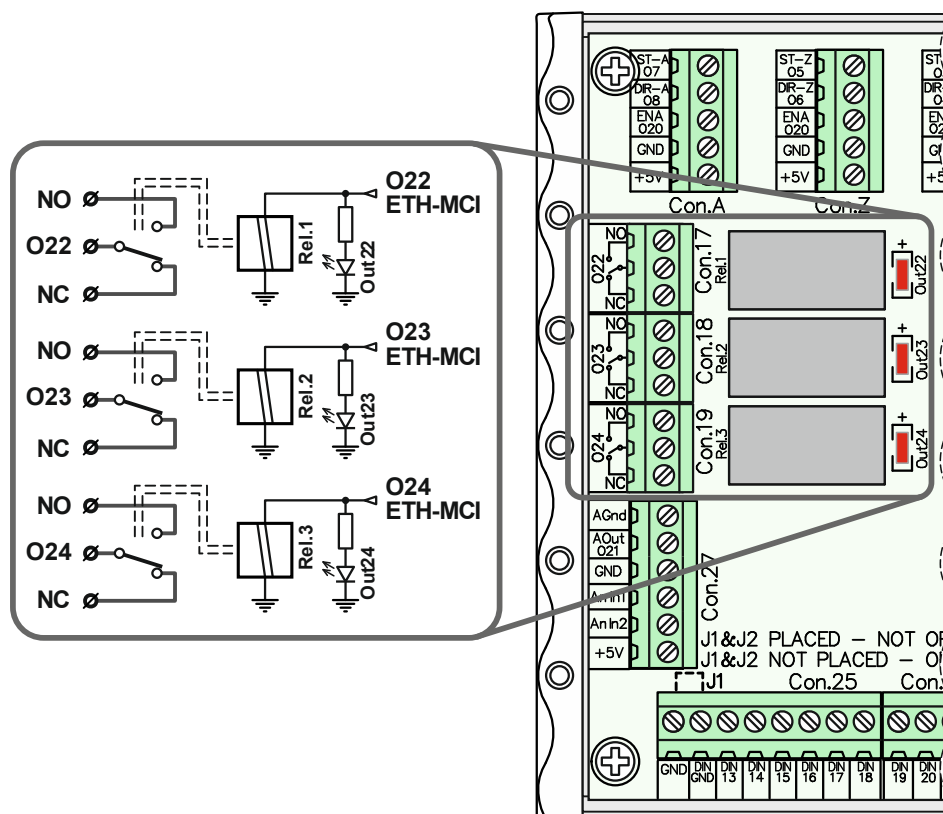 NO
O22
NC
Rel.1
Out22
O22
ETH-MCI
NO
O23
NC
Rel.2
Out23
O23
ETH-MCI
NO
O24
NC
Rel.3
Out24
O24
ETH-MCI
ST-A
O7
DIR-A
O8
ENA
O20
GND
+5V
Con.A
ST-Z
O5
DIR-Z
O6
ENA
O20
GND
+5V
Con.Z
+5
NO
O22
NC
Con.17
Rel.1
+
Out22
NO
O23
NC
Con.18
Rel.2
+
Out23
NO
O24
NC
Con.19
Rel.3
+
Out24
AGnd
AOut
O21
GND
An In1
An In2
+5V
Con.27
J1&J2 PLACED – NOT
J1&J2 NOT PLACED –
J1
Con.25
Con.
GND
DIN
GND
DIN
13
DIN
14
DIN
15
DIN
16
DIN
17
DIN
18
DIN
19
DIN
20